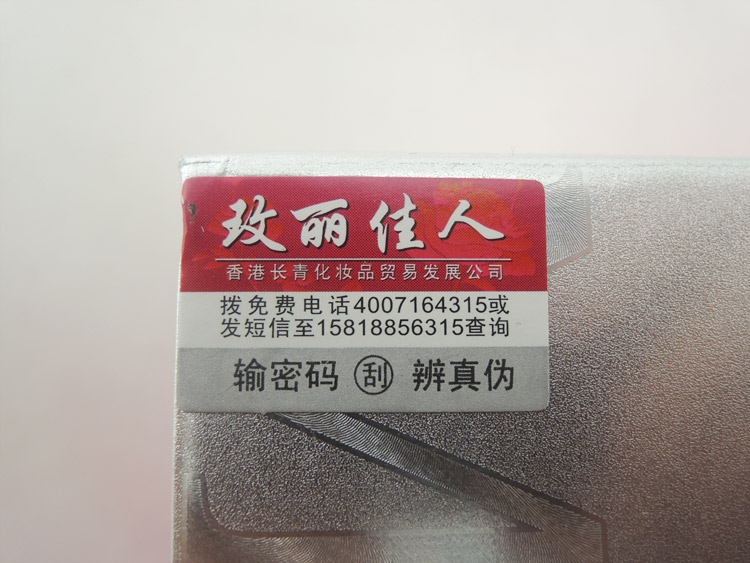 玫丽佳人
香港长青化妆品贸易发展公司
拨免费电话4007164315或
发短信至15818856315查询
输密码 刮 辨真伪